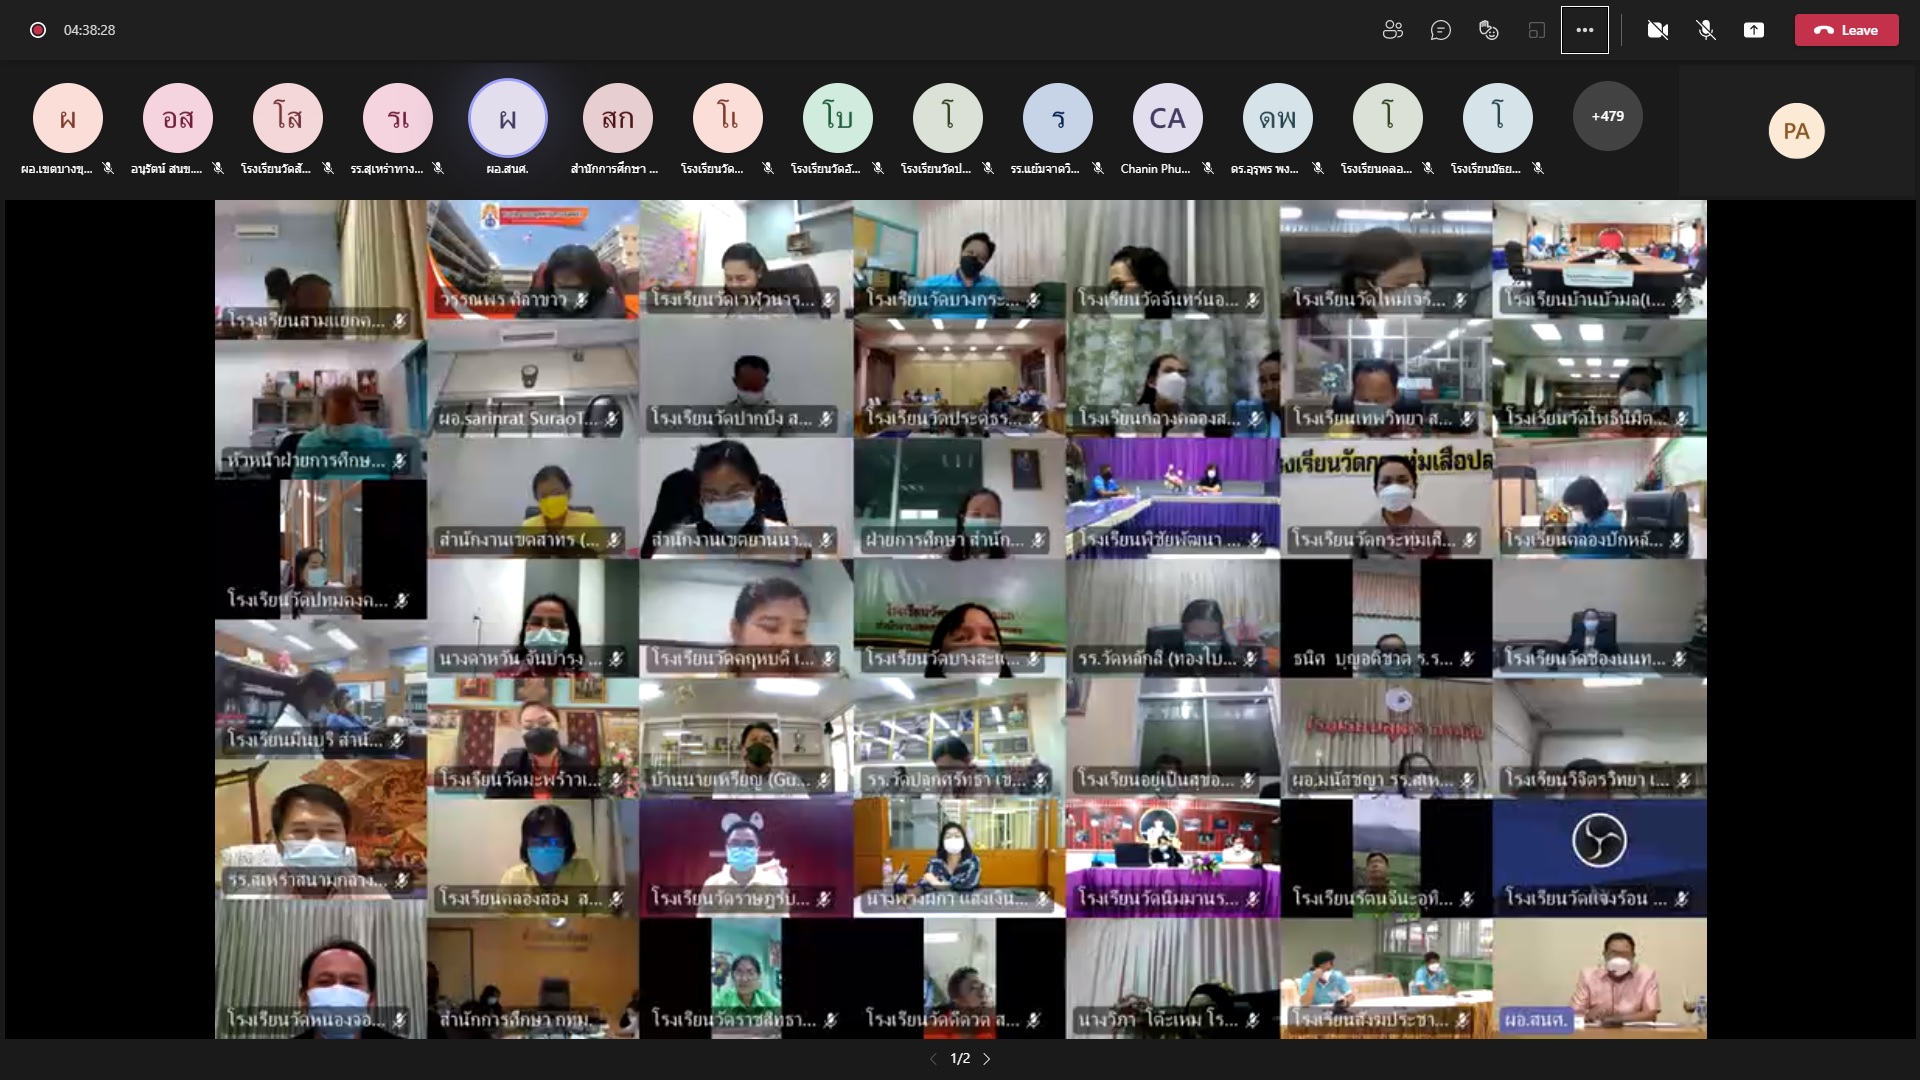 04:38:28
Leave
ผ
อส
โส
รเ
ผ
สก
โเ
โบ
โ
ร
CA
ดพ
โ
โ
+479
PA
ผอ.เขตบางขุ...
อนุรัตน์ สนข....
โรงเรียนวัดสั...
รร.สุเหร่าทาง...
ผอ.สนศ.
สำนักการศึกษา ...
โรงเรียนวัด...
โรงเรียนวัดอั...
โรงเรียนวัดป...
รร.แย้มจาดวิ...
Chanin Phu...
ดร.อุรุพร พง...
โรงเรียนคลอ...
โรงเรียนมัธย...
โรงเรียนสามแยกค...
วรรณพร ศิลาขาว
โรงเรียนวัดเวฬุวนาร...
โรงเรียนวัดบางกระ...
โรงเรียนวัดจันทร์นอ...
โรงเรียนวัดใหม่เจริ...
โรงเรียนบ้านบัวมล(เ...
หัวหน้าฝ่ายการศึกษ...
ผอ.sarinrat SuraoT...
โรงเรียนวัดปากบึง ส...
โรงเรียนวัดประดู่ธร...
โรงเรียนกลางคลองส...
โรงเรียนเทพวิทยา ส...
โรงเรียนวัดโพธินิมิต...
โรงเรียนวัดปทุมคงค...
สำนักงานเขตสาทร (...
สำนักงานเขตยานนา...
ฝ่ายการศึกษา สำนัก...
โรงเรียนพิชัยพัฒนา ...
โรงเรียนวัดกระทุ่มเสื...
โรงเรียนคลองปักหลั...
โรงเรียนมีนบุรี สำนั...
นางดาหวัน จันบำรุง ...
โรงเรียนวัดคฤหบดี เ...
โรงเรียนวัดบางสะแ...
รร.วัดหลักสี่ (ทองใบ...
ธนิศ บุญอดิชาต ร.ร...
โรงเรียนวัดช่องนนท...
โรงเรียนวัดมะพร้าวเ...
บ้านนายเหรียญ (Gu...
รร.วัดปลูกศรัทธา เข...
โรงเรียนอยู่เป็นสุขอ...
ผอ.มนัสชญา รร.สุเห...
โรงเรียนวิจิตรวิทยา เ...
รร.สุเหร่าสนามกลาง...
โรงเรียนคลองสอง ส...
โรงเรียนวัดราษฎร์บ...
นางพวงผกา แสงเงิน...
โรงเรียนวัดนิมมานร...
โรงเรียนรัตนจีนะอุทิ...
โรงเรียนวัดแจงร้อน ...
โรงเรียนวัดหนองจอ...
สำนักการศึกษา กทม.
โรงเรียนวัดราชสิทธา...
โรงเรียนวัดดีดวด ส...
นางวิภา โต๊ะเหม โร...
โรงเรียนสังฆประชา...
ผอ.สนศ.
1/2